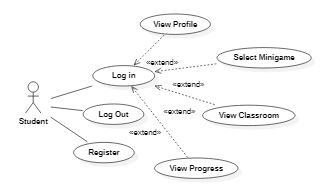 View Profile
«extend»
Select Minigame
Log in
«extend»
Student
Log Out
«extend»
View Classroom
«extend»
Register
View Progress